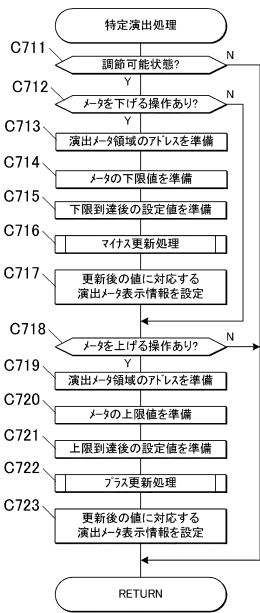 特定演出処理
C711
調節可能状態?
N
Y
C712
メータを下げる操作あり?
N
Y
C713
演出メータ領域のアドレスを準備
C714
メータの下限値を準備
C715
下限到達後の設定値を準備
C716
マイナス更新処理
C717
更新後の値に対応する
演出メータ表示情報を設定
C718
メータを上げる操作あり?
N
Y
C719
演出メータ領域のアドレスを準備
C720
メータの上限値を準備
C721
上限到達後の設定値を準備
C722
プラス更新処理
C723
更新後の値に対応する
演出メータ表示情報を設定
RETURN